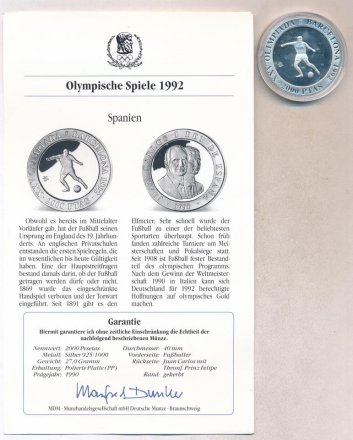 Olympische Spiele 1992
Spanien
Obwohl es bereits im Mittelalter
Vorläufer gab, hat der Fußball seinen
Ursprung im England des 19. Jahrhun-
derts. An englischen Privatschulen
entstanden die ersten Spielregeln, die
im wesentlichen bis heute Gültigkeit
haben. Eine der Hauptstreitfragen
bestand damals darin, ob der Fußball
getragen werden dürfe oder nicht.
1869 wurde das eingeschränkte
Handspiel verboten und der Torwart
eingeführt. Seit 1891 gibt es den
Elfmeter. Sehr schnell wurde der
Fußball zu einer der beliebtesten
Sportarten überhaupt. Schon früh
fanden zahlreiche Turniere um Mei-
sterschaften und Pokalsiege statt.
Seit 1908 ist Fußball fester Bestand-
teil des olympischen Programms.
Nach dem Gewinn der Weltmeister-
schaft 1990 in Italien kann sich
Deutschland für 1992 berechtigte
Hoffnungen auf olympisches Gold
machen.
Garantie
Hiermit garantiere ich ohne zeitliche Einschränkung die Echtheit der
nachfolgend beschriebenen Münze.
Nennwert: 2000 Pesetas
Metall: Silber 925/1000
Gewicht: 27,0 Gramm
Erhaltung: Polierte Platte (PP)
Prägejahr: 1990
Durchmesser: 40 mm
Vorderseite: Fußballer
Rückseite: Juan Carlos mit
Thronf. Prinz Felipe
Rand: gekerbt
MDM - Münzhandelsgesellschaft mbH Deutsche Münze · Braunschweig
XXV OLIMPIADA BARCELONA 1992
2000 PTAS